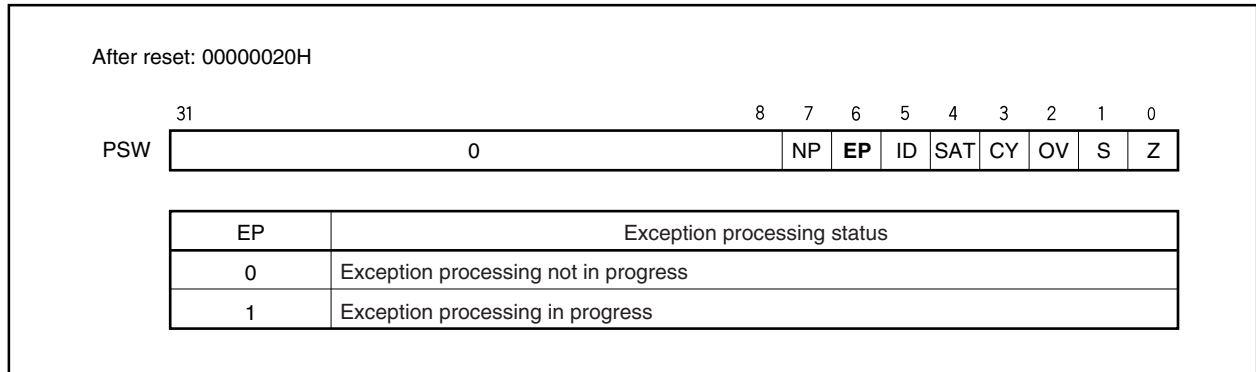 After reset: 00000020H
31 8 7 6 5 4 3 2 1 0
PSW 0 NP EP ID SAT CY OV S Z
EP Exception processing status
0 Exception processing not in progress
1 Exception processing in progress